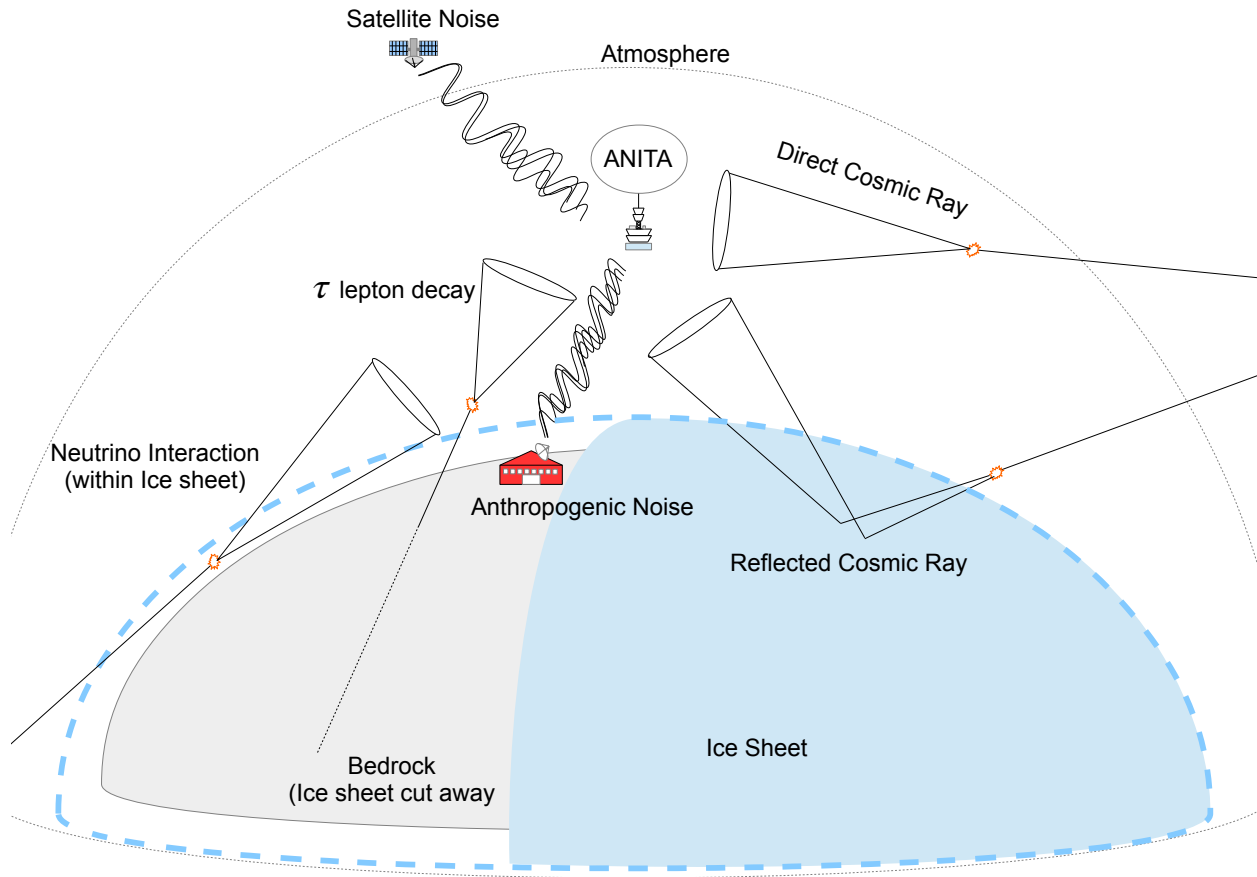 Satellite Noise
Atmosphere
ANITA
Direct Cosmic Ray
τ lepton decay
Neutrino Interaction
(within Ice sheet)
Anthropogenic Noise
Reflected Cosmic Ray
Ice Sheet
Bedrock
(Ice sheet cut away